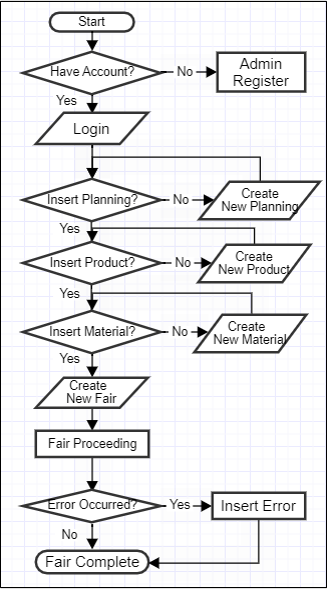 Start
Have Account?
No
Admin
Register
Yes
Login
Insert Planning?
No
Create
New Planning
Yes
Insert Product?
No
Create
New Product
Yes
Insert Material?
No
Create
New Material
Yes
Create
New Fair
Fair Proceeding
Error Occurred?
Yes
Insert Error
No
Fair Complete